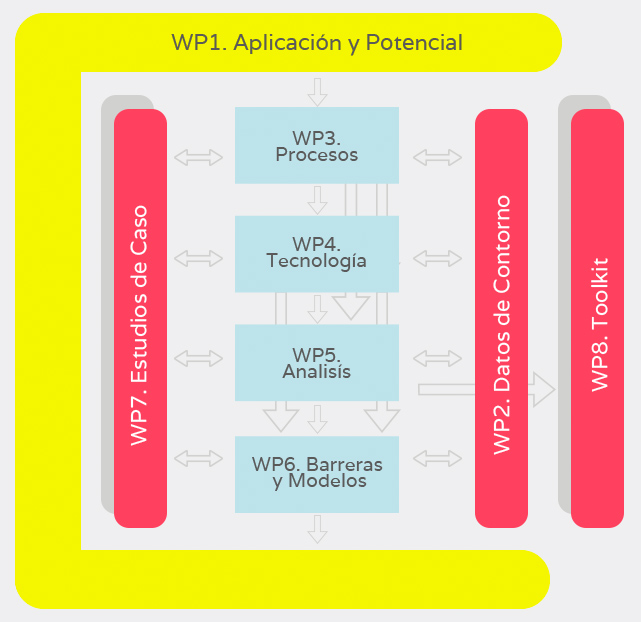 WP1. Aplicación y Potencial
WP3.
Procesos
WP4.
Tecnología
WP5.
Analisís
WP6. Barreras
y Modelos
WP7. Estudios de Caso
WP2. Datos de Contorno
WP8. Toolkit